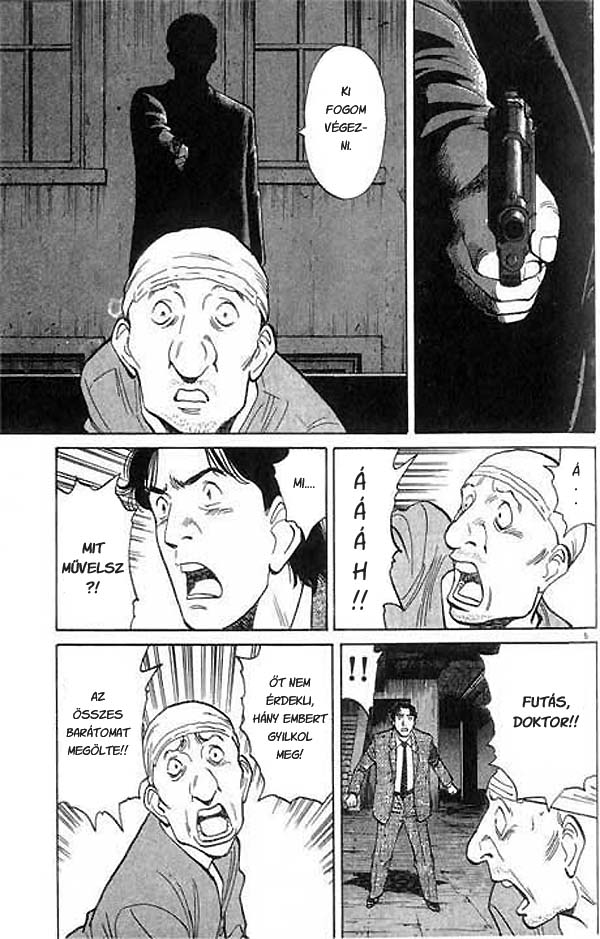 KI
FOGOM
VÉGEZ-
NI.
Á
.
.
Á
Á
Á
H
!!
MI....
MIT
MŰVELSZ
?!
FUTÁS,
DOKTOR!!
!!
ŐT NEM
ÉRDEKLI,
HÁNY EMBERT
GYILKOL
MEG!
AZ
ÖSSZES
BARÁTOMAT
MEGÖLTE!!